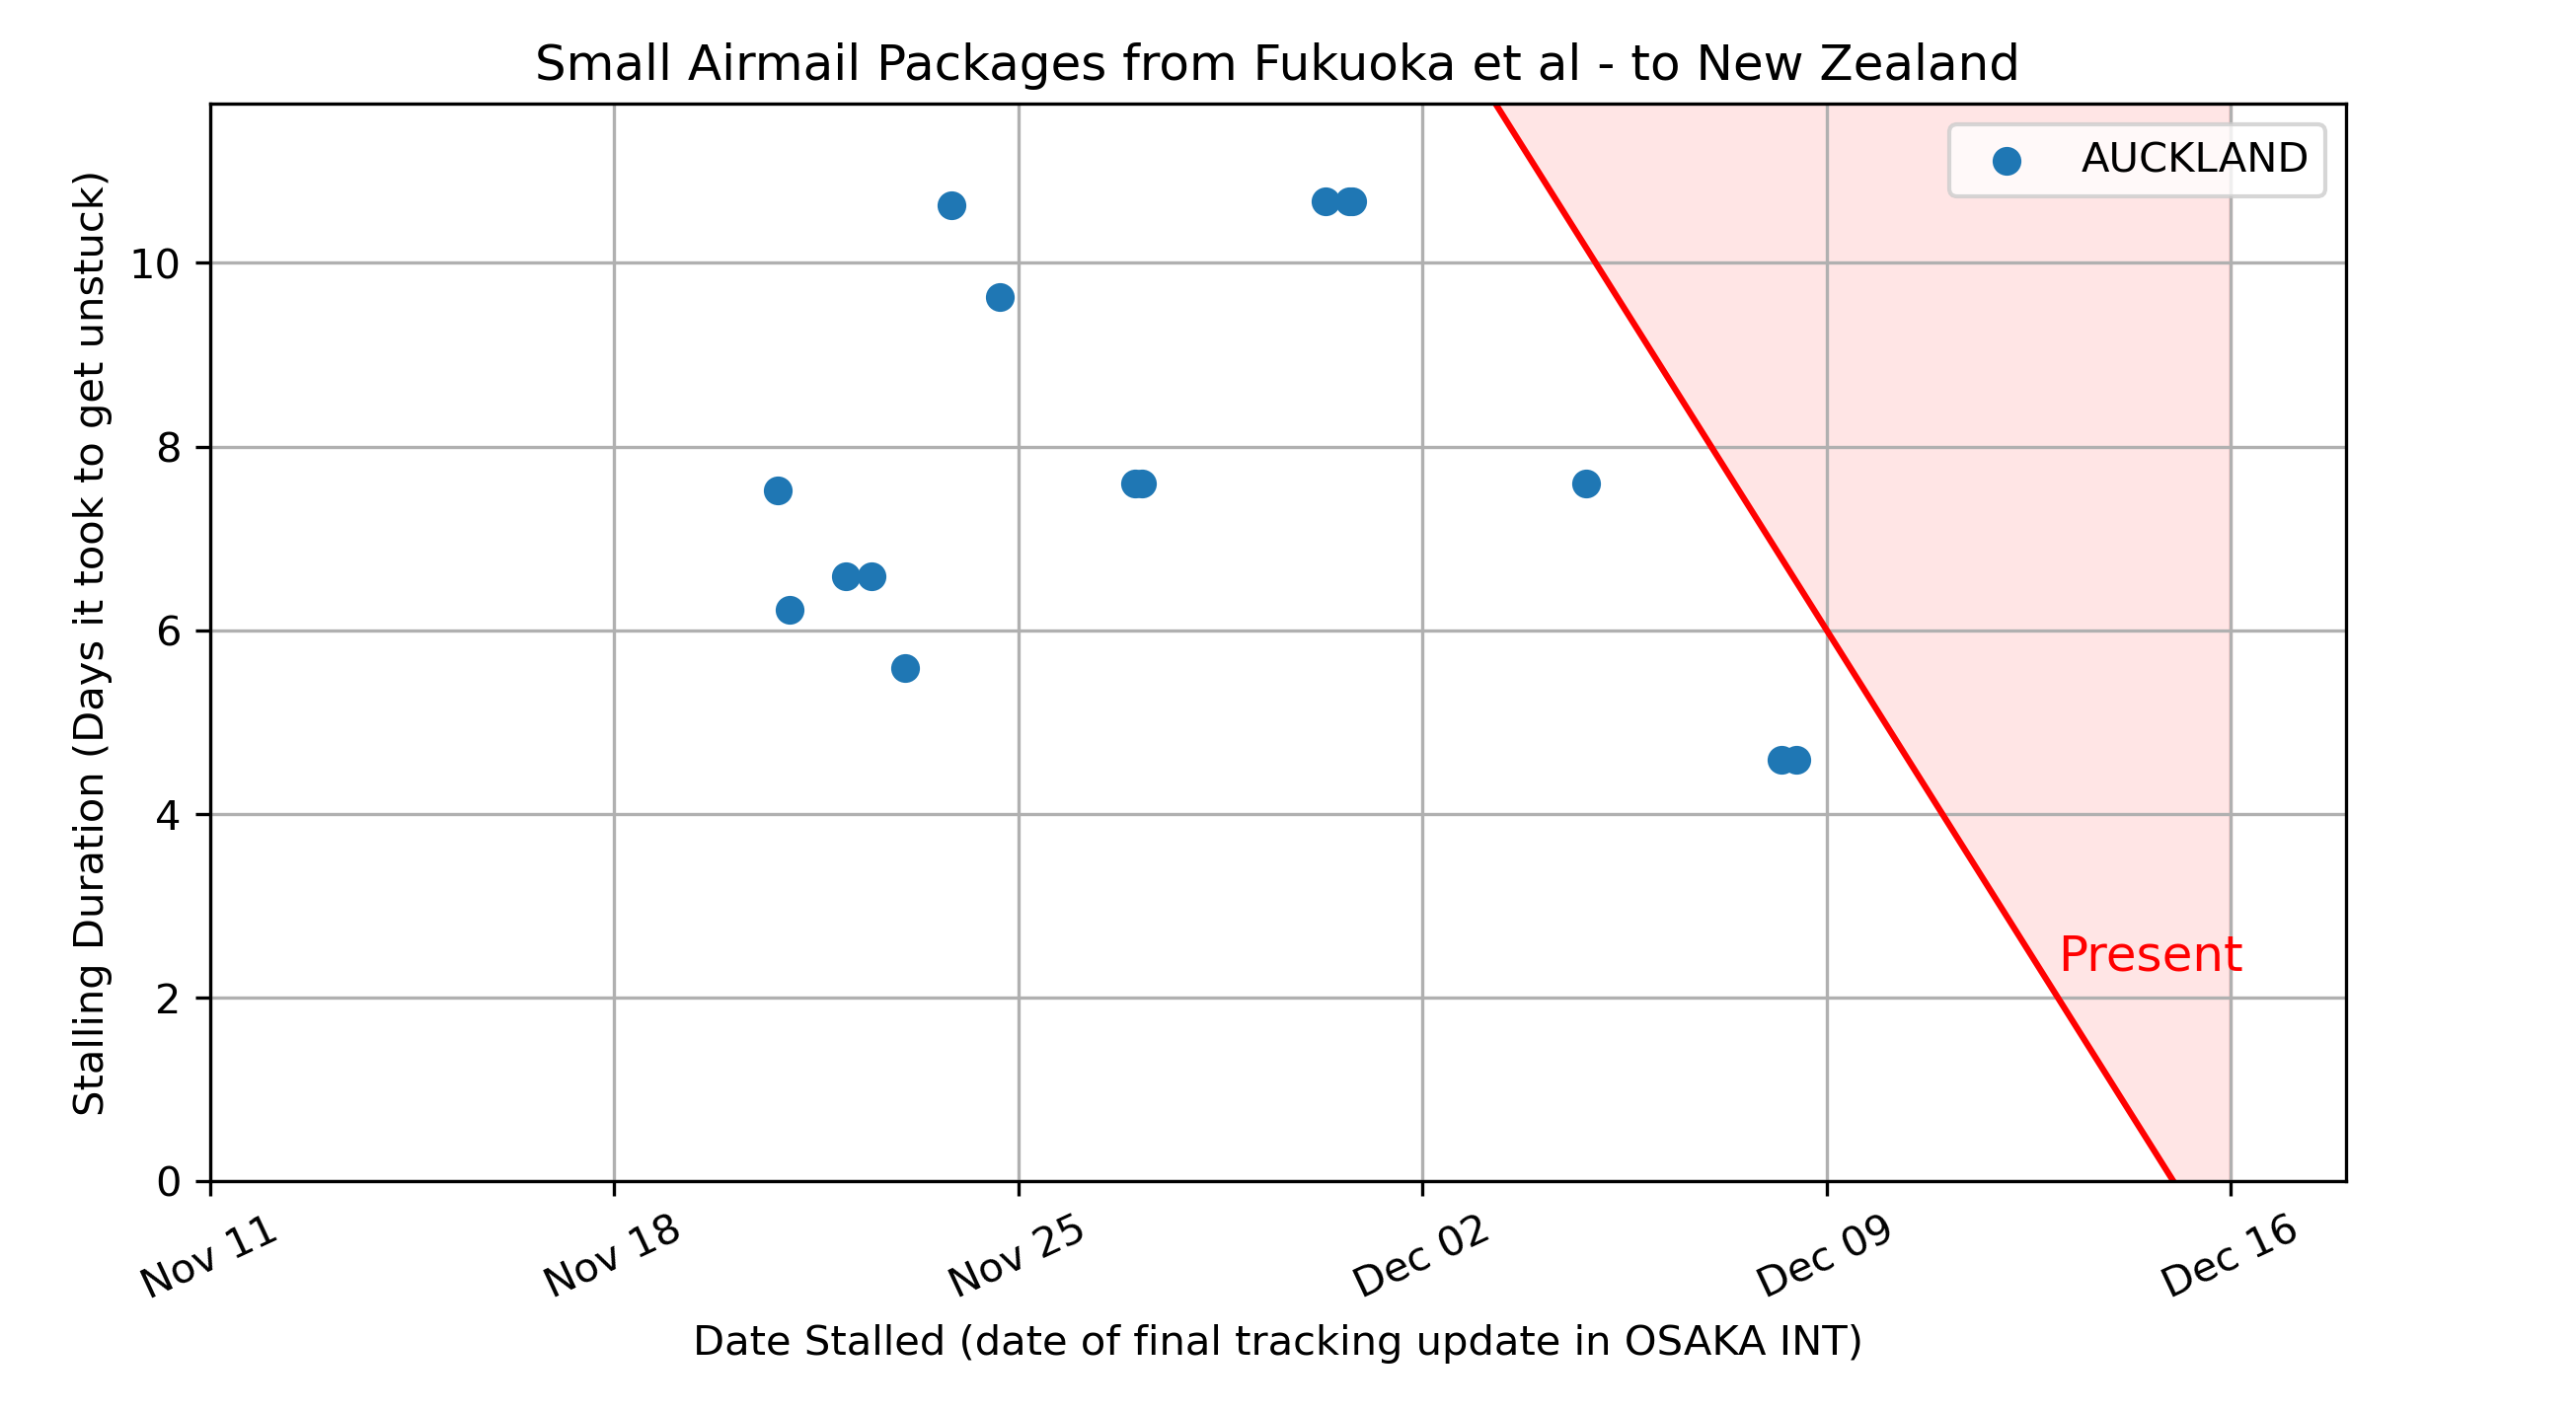 Small Airmail Packages from Fukuoka et al - to New Zealand
AUCKLAND
Stalling Duration (Days it took to get unstuck)
10
8
6
4
2
0
Present
Nov 11
Nov 18
Nov 25
Dec 02
Dec 09
Dec 16
Date Stalled (date of final tracking update in OSAKA INT)